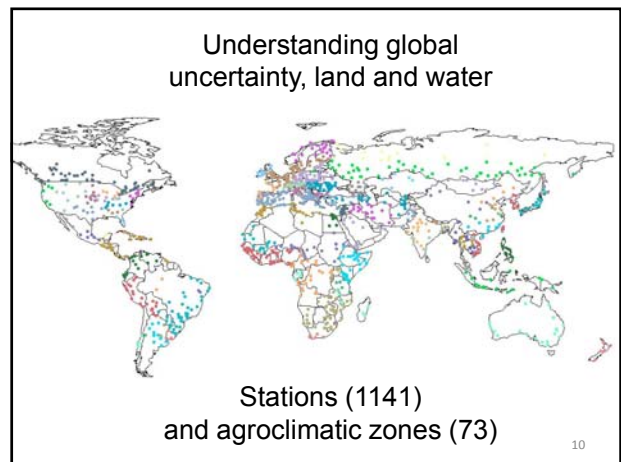 Understanding global
uncertainty, land and water
Stations (1141)
and agroclimatic zones (73)
10